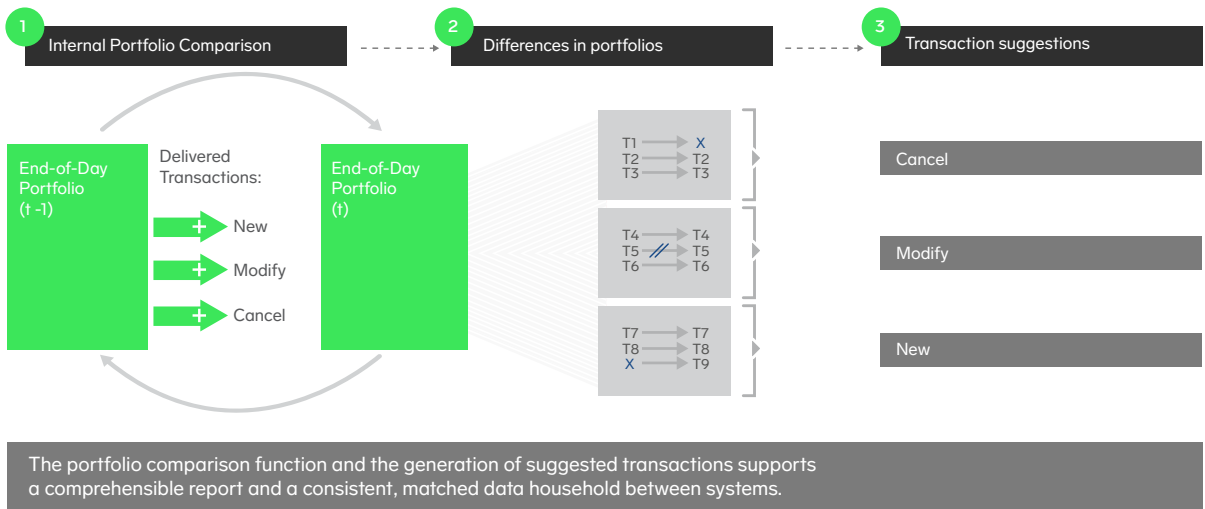 1
Internal Portfolio Comparison
2
Differences in portfolios
3
Transaction suggestions
End-of-Day
Portfolio
(t -1)
Delivered
Transactions:
+ New
+ Modify
+ Cancel
End-of-Day
Portfolio
(t)
T1 X
T2 T2
T3 T3
T4 T4
T5 T5
T6 T6
T7 T7
T8 T8
X T9
Cancel
Modify
New
The portfolio comparison function and the generation of suggested transactions supports
a comprehensible report and a consistent, matched data household between systems.